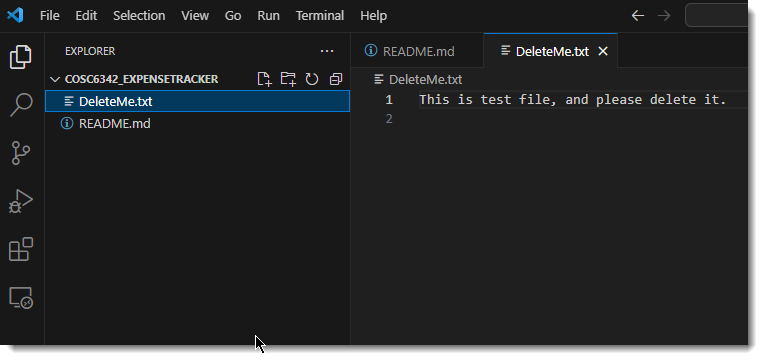 File Edit Selection View Go Run Terminal Help
EXPLORER
README.md
DeleteMe.txt
COSC6342_EXPENSETRACKER
DeleteMe.txt
README.md
DeleteMe.txt
1 This is test file, and please delete it.
2